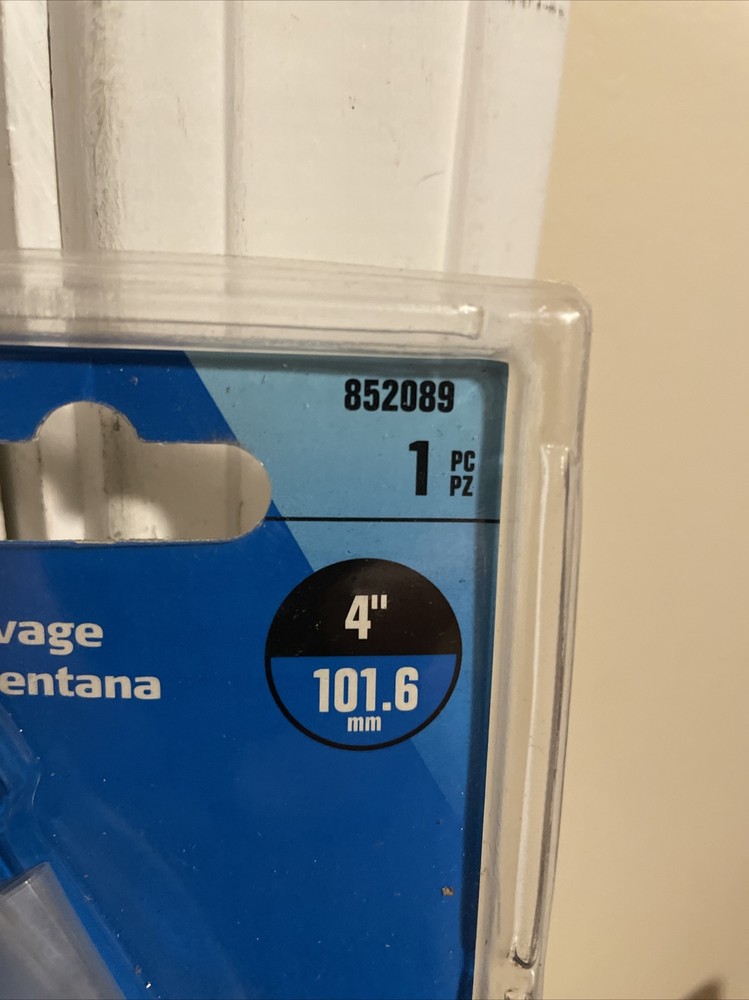 852089
1 PC
PZ
4"
101.6
mm
vage
entana